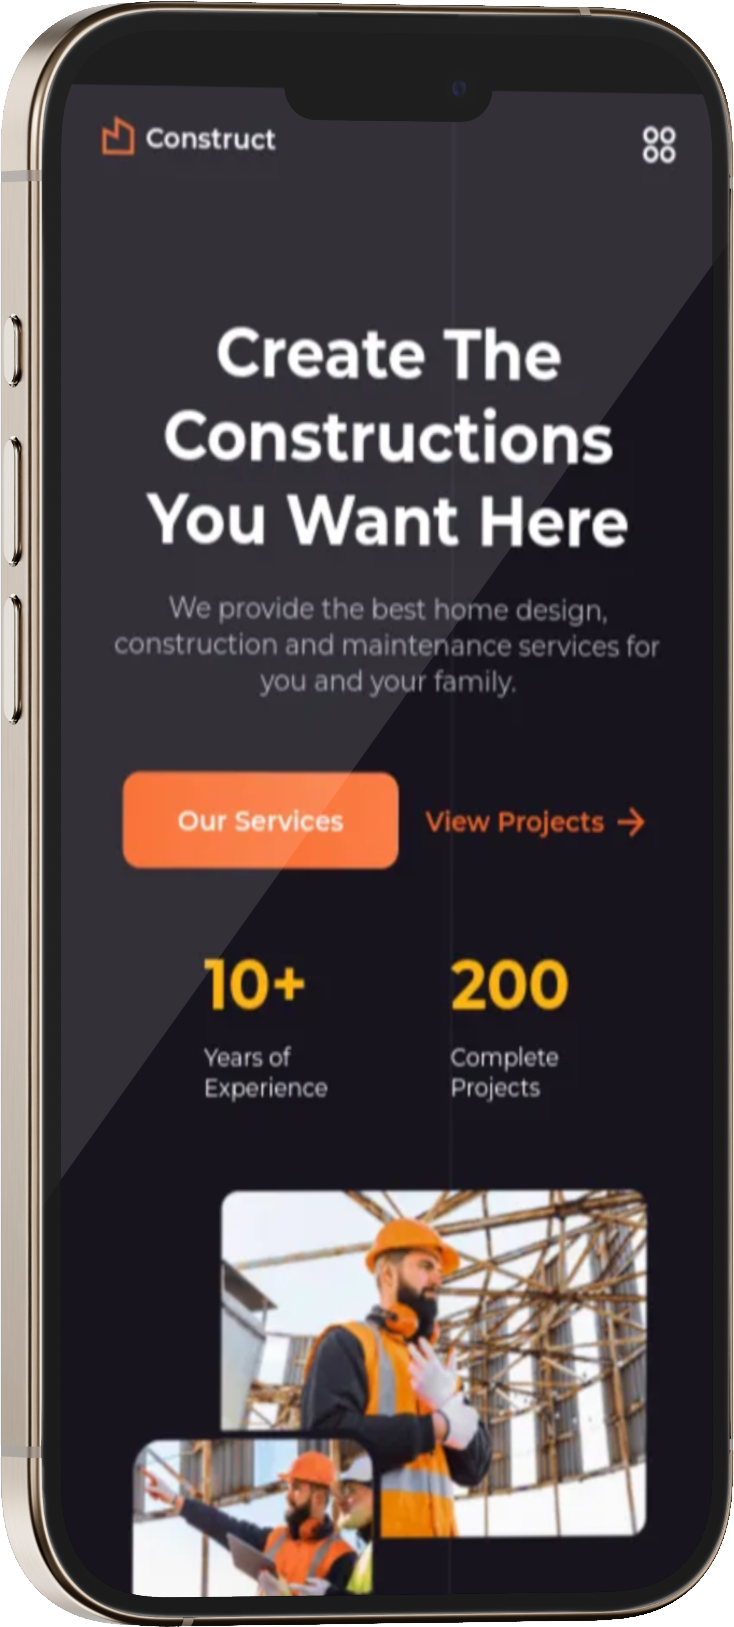 Construct
Create The
Constructions
You Want Here
We provide the best home design,
construction and maintenance services for
you and your family.
Our Services
View Projects →
10+
200
Years of
Experience
Complete
Projects